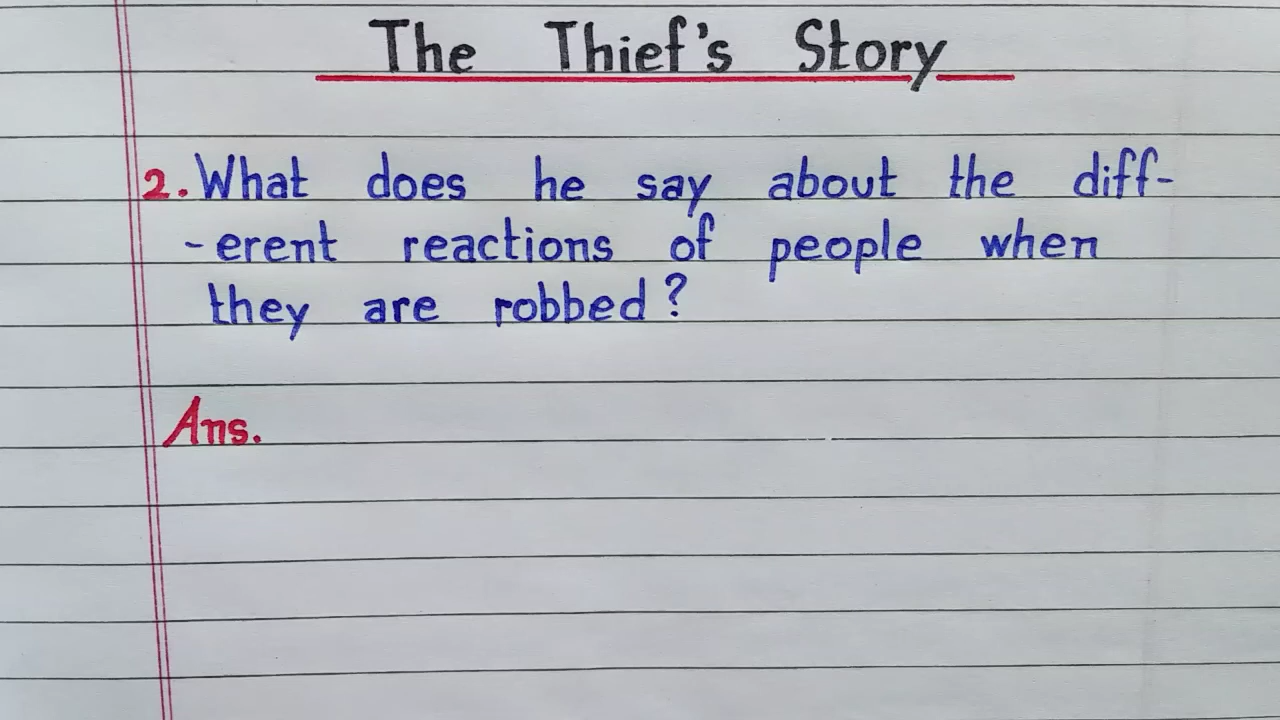 The Thief's Story
2. What does he say about the diff-
-erent reactions of people when
they are robbed?
Ans.